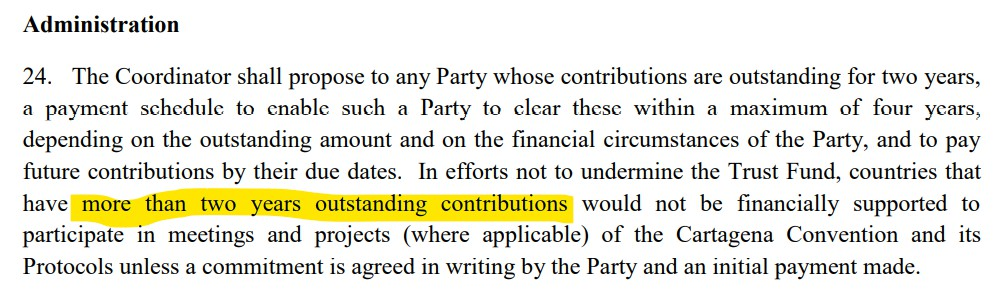 Administration
24. The Coordinator shall propose to any Party whose contributions are outstanding for two years,
a payment schedule to enable such a Party to clear these within a maximum of four years,
depending on the outstanding amount and on the financial circumstances of the Party, and to pay
future contributions by their due dates. In efforts not to undermine the Trust Fund, countries that
have more than two years outstanding contributions would not be financially supported to
participate in meetings and projects (where applicable) of the Cartagena Convention and its
Protocols unless a commitment is agreed in writing by the Party and an initial payment made.